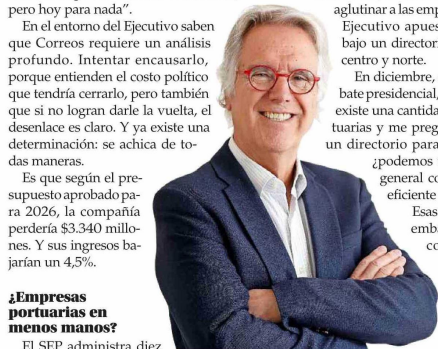 pero hoy para nada”.
En el entorno del Ejecutivo saben
que Correos requiere un análisis
profundo. Intentar encausarlo,
porque entienden el costo político
que tendría cerrarlo, pero también
que si no logran darle la vuelta, el
desenlace es claro. Y ya existe una
determinación: se achica de to-
das maneras.
Es que según el pre-
supuesto aprobado pa-
ra 2026, la compañía
perdería $3.340 millo-
nes. Y sus ingresos ba-
jarían un 4,5%.
¿Empresas
portuarias en
menos manos?
El SEP administra diez
aglutinar a las emp
Ejecutivo apues
bajo un director
centro y norte.
En diciembre,
bate presidencial,
existe una cantida
tuarias y me preg
un directorio para
¿podemos
general co
eficiente
Esas
emba
co